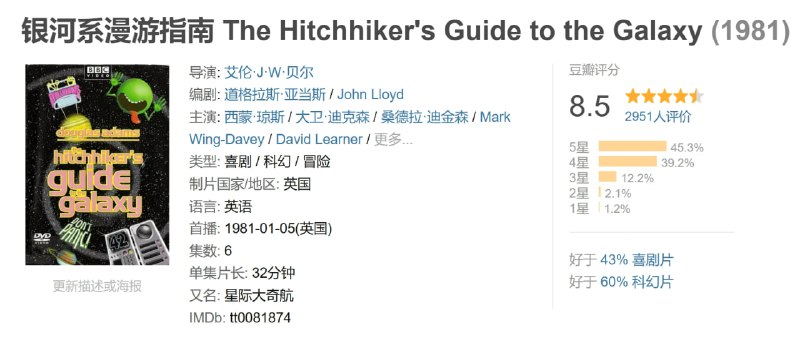 银河系漫游指南 The Hitchhiker's Guide to the Galaxy (1981)
BBC
VIDEO
douglas adams
the
hitchhiker's
guide
to the
galaxy
DON'T
PANIC!
42
DVD
VIDEO
更新描述或海报
导演: 艾伦·J·W·贝尔
编剧: 道格拉斯·亚当斯 / John Lloyd
主演: 西蒙·琼斯 / 大卫·迪克森 / 桑德拉·迪金森 / Mark
Wing-Davey / David Learner / 更多...
类型: 喜剧 / 科幻 / 冒险
制片国家/地区: 英国
语言: 英语
首播: 1981-01-05(英国)
集数: 6
单集片长: 32分钟
又名: 星际大奇航
IMDb: tt0081874
豆瓣评分
8.5
2951人评价
5星 45.3%
4星 39.2%
3星 12.2%
2星 2.1%
1星 1.2%
好于 43% 喜剧片
好于 60% 科幻片